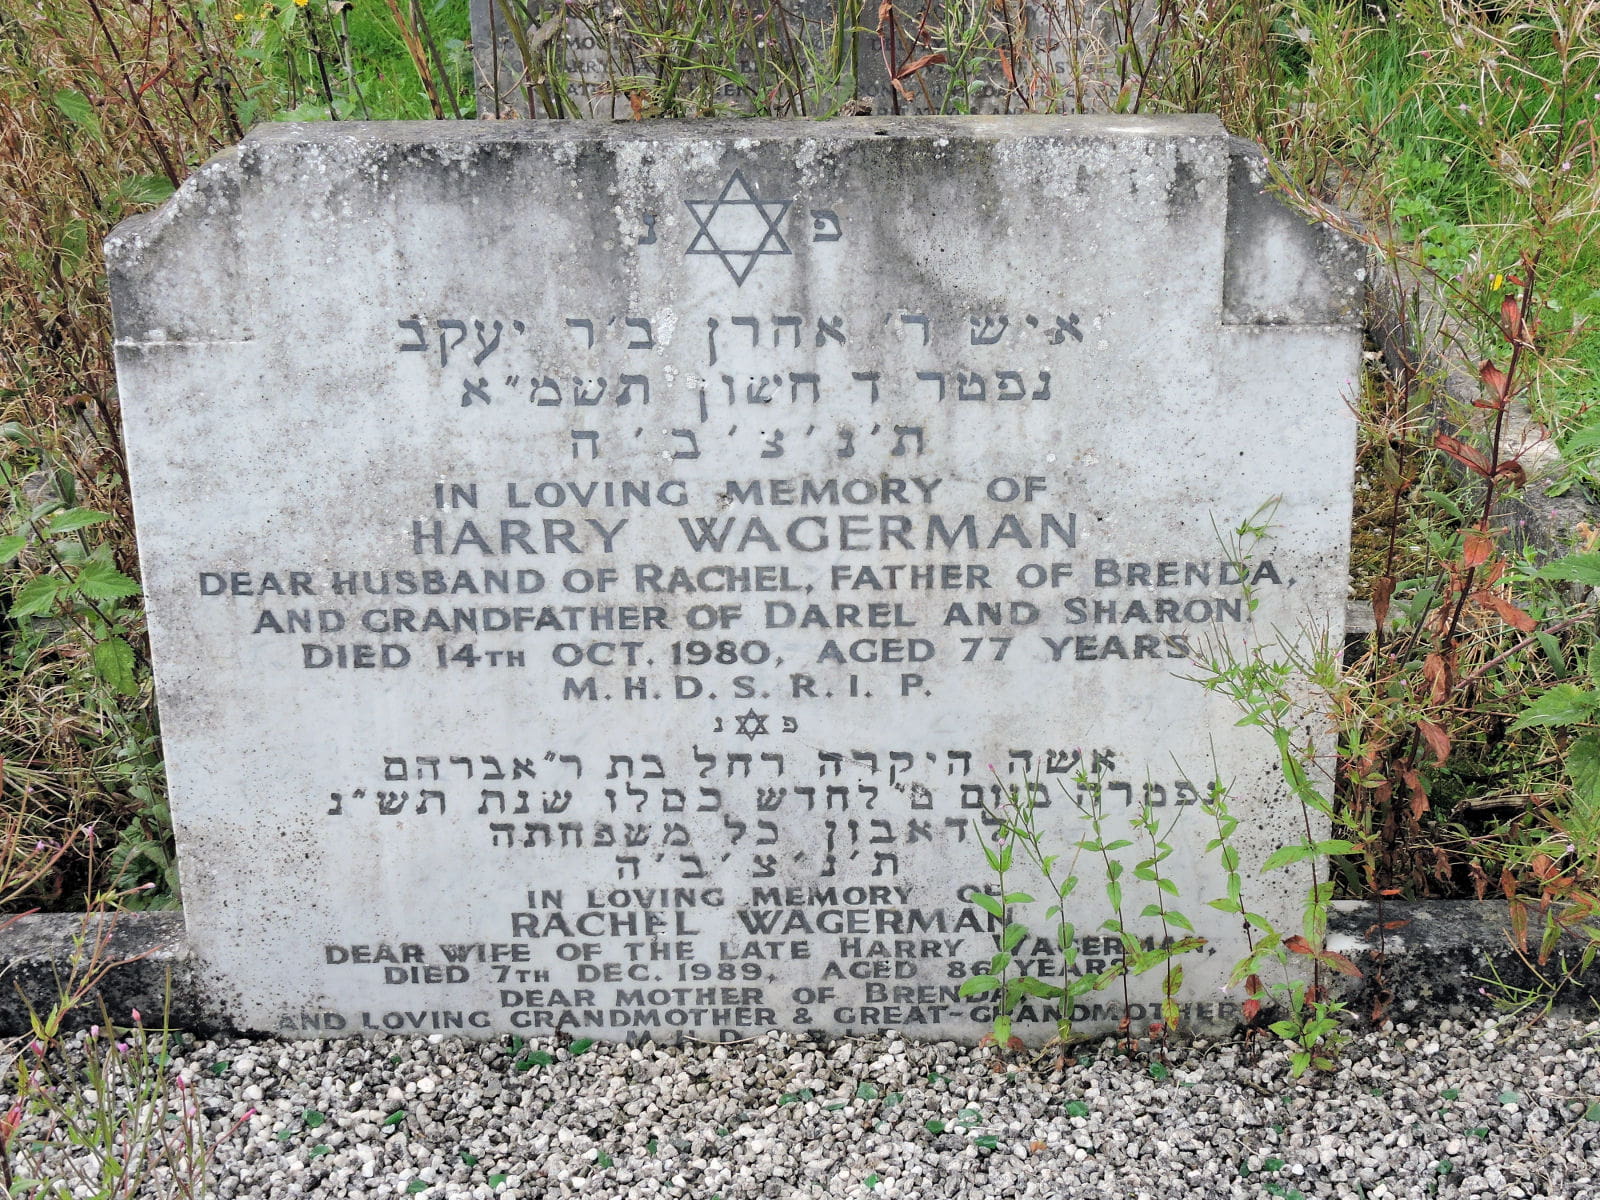 פ נ
איש ר' אהרן ב'ר יעקב
נפטר ד חשון תשמ"א
ת'נ'צ'ב'ה
IN LOVING MEMORY OF
HARRY WAGERMAN
DEAR HUSBAND OF RACHEL, FATHER OF BRENDA,
AND GRANDFATHER OF DAREL AND SHARON.
DIED 14TH OCT. 1980, AGED 77 YEARS.
M. H. D. S. R. I. P.
פ נ
אשה היקרה רחל בת ר"אברהם
נפטרה ביום ט"לחדש כסלו שנת תש"נ
לדאבון כל משפחתה
ת'נ'צ'ב'ה
IN LOVING MEMORY OF
RACHEL WAGERMAN
DEAR WIFE OF THE LATE HARRY WAGERMAN,
DIED 7TH DEC. 1989, AGED 86 YEARS
DEAR MOTHER OF BRENDA,
AND LOVING GRANDMOTHER & GREAT-GRANDMOTHER